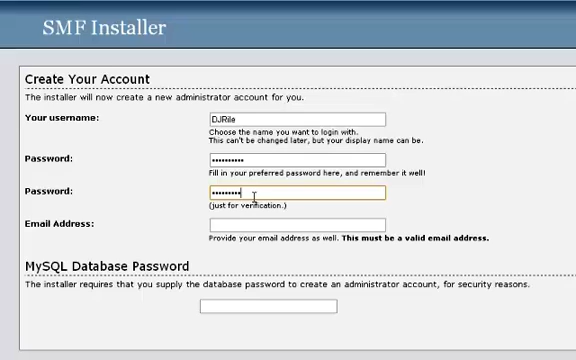 SMF Installer
Create Your Account
The installer will now create a new administrator account for you.
Your username:
DJRile
Choose the name you want to login with.
This can't be changed later, but your display name can be.
Password:
••••••••••
Fill in your preferred password here, and remember it well!
Password:
•••••••••
(just for verification.)
Email Address:
Provide your email address as well. This must be a valid email address.
MySQL Database Password
The installer requires that you supply the database password to create an administrator account, for security reasons.